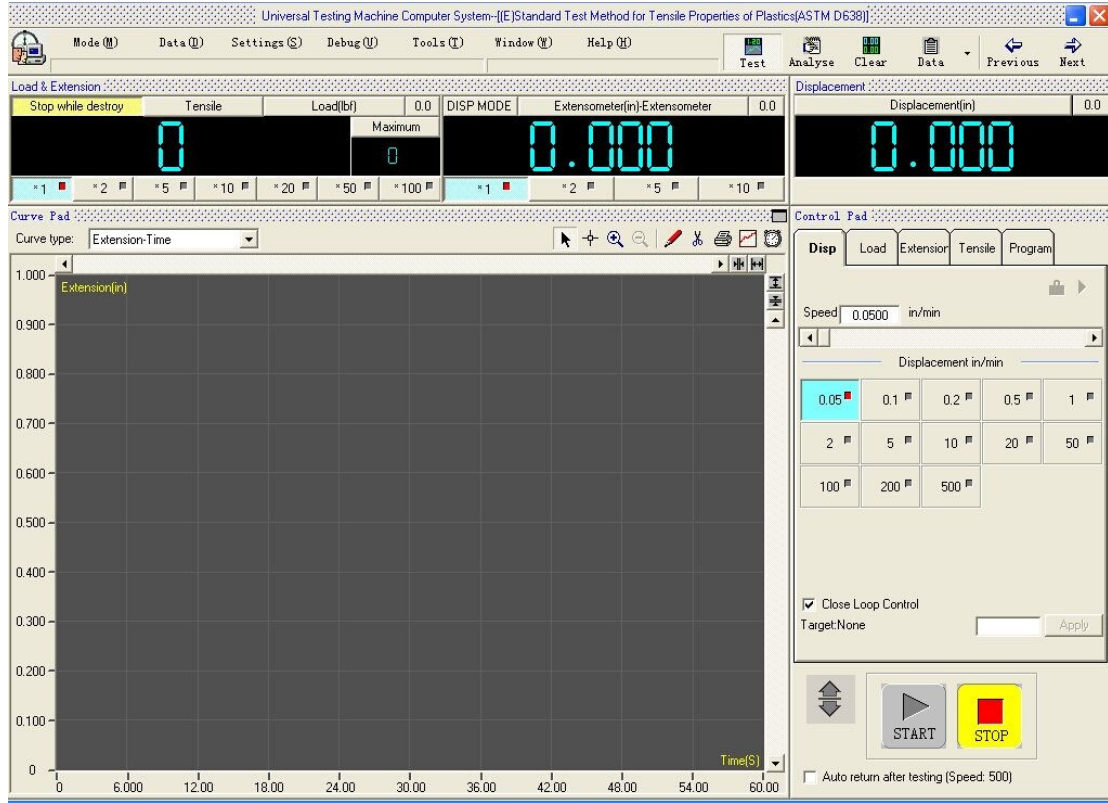 Universal Testing Machine Computer System--[(E)Standard Test Method for Tensile Properties of Plastics(ASTM D638)]
Mode(M) Data(D) Settings(S) Debug(U) Tools(T) Window(W) Help(H)
Test Analyse Clear Data Previous Next
Load & Extension
Stop while destroy Tensile Load(lbf) 0.0 DISP MODE Extensometer(in)-Extensometer 0.0
0 Maximum 0 0.000
*1 *2 *5 *10 *20 *50 *100 *1 *2 *5 *10
Displacement
Displacement(in) 0.0
0.000
Curve Pad
Curve type: Extension-Time
Extension(in)
1.000
0.900
0.800
0.700
0.600
0.500
0.400
0.300
0.200
0.100
0
Time(S)
0 6.000 12.00 18.00 24.00 30.00 36.00 42.00 48.00 54.00 60.00
Control Pad
Disp Load Extension Tensile Program
Speed 0.0500 in/min
Displacement in/min
0.05 0.1 0.2 0.5 1
2 5 10 20 50
100 200 500
Close Loop Control
Target:None Apply
START STOP
Auto return after testing (Speed: 500)